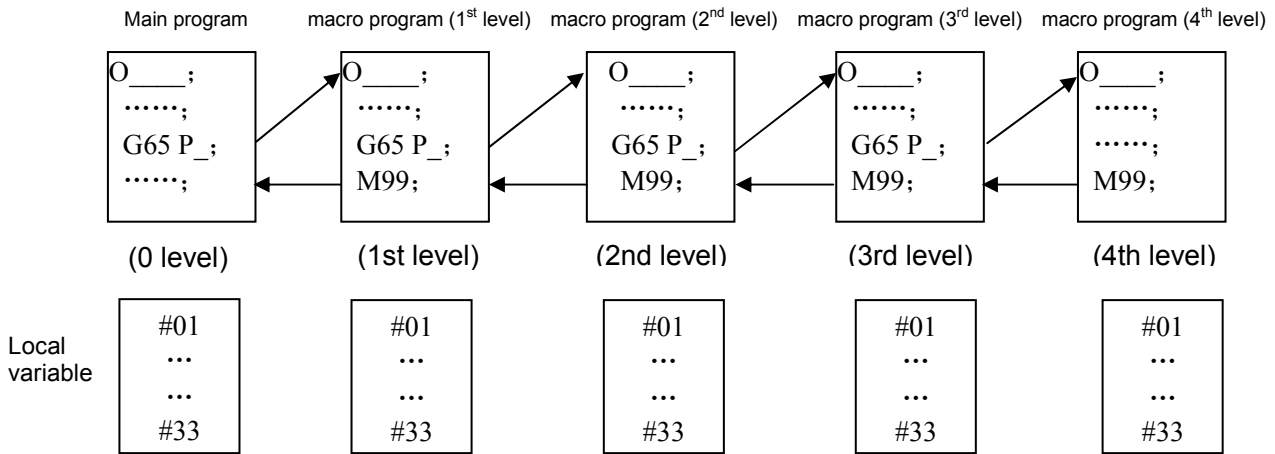 Main program
macro program (1st level)
macro program (2nd level)
macro program (3rd level)
macro program (4th level)
O____；
……；
G65 P_；
……；
O____；
……；
G65 P_；
M99；
O____；
……；
G65 P_；
M99；
O____；
……；
G65 P_；
M99；
O____；
……；
……；
M99；
(0 level)
(1st level)
(2nd level)
(3rd level)
(4th level)
Local
variable
#01
…
…
#33
#01
…
…
#33
#01
…
…
#33
#01
…
…
#33
#01
…
…
#33